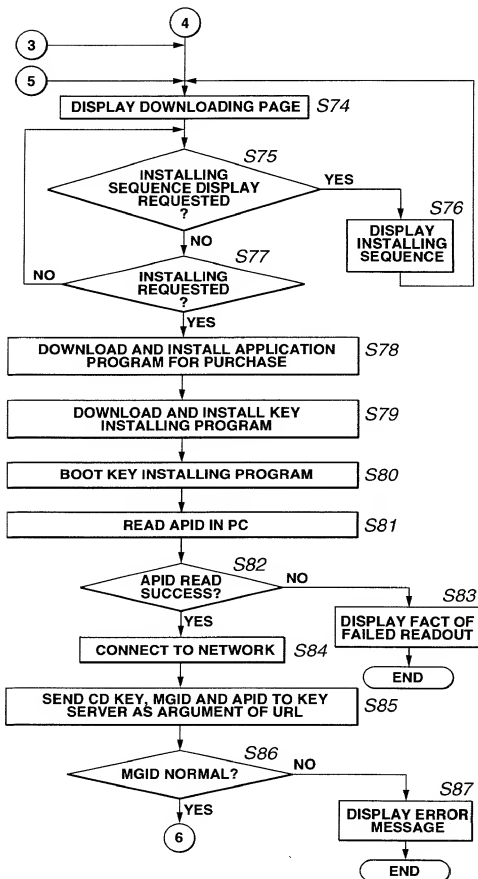 4
3
5
DISPLAY DOWNLOADING PAGE S74
S75
INSTALLING
SEQUENCE DISPLAY
REQUESTED
?
YES
S76
DISPLAY
INSTALLING
SEQUENCE
NO
S77
NO
INSTALLING
REQUESTED
?
YES
DOWNLOAD AND INSTALL APPLICATION
PROGRAM FOR PURCHASE
S78
DOWNLOAD AND INSTALL KEY
INSTALLING PROGRAM
S79
BOOT KEY INSTALLING PROGRAM S80
READ APID IN PC S81
S82
APID READ
SUCCESS?
NO
S83
DISPLAY FACT OF
FAILED READOUT
END
YES
CONNECT TO NETWORK S84
SEND CD KEY, MGID AND APID TO KEY
SERVER AS ARGUMENT OF URL
S85
S86
MGID NORMAL?
NO
S87
DISPLAY ERROR
MESSAGE
END
YES
6